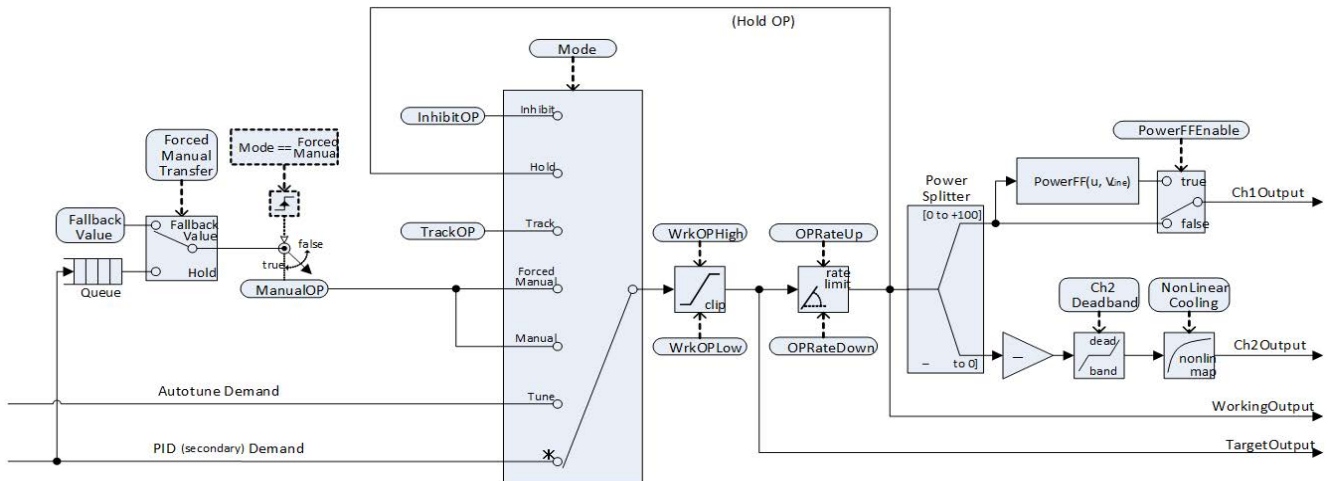 (Hold OP)
Mode
Inhibit
InhibitOP
Hold
Track
TrackOP
Forced
Manual
Manual
Tune
Forced
Manual
Transfer
Mode == Forced
Manual
Fallback
Value
Fallback
Value
Hold
Queue
false
true
ManualOP
Autotune Demand
PID (secondary) Demand
WrkOPHigh
clip
WrkOPLow
OPRateUp
rate
limit
OPRateDown
Power
Splitter
[0 to +100]
– to 0]
PowerFFEnable
PowerFF(u, Vline)
true
false
Ch1Output
Ch2
Deadband
dead
band
NonLinear
Cooling
nonlin
map
Ch2Output
WorkingOutput
TargetOutput